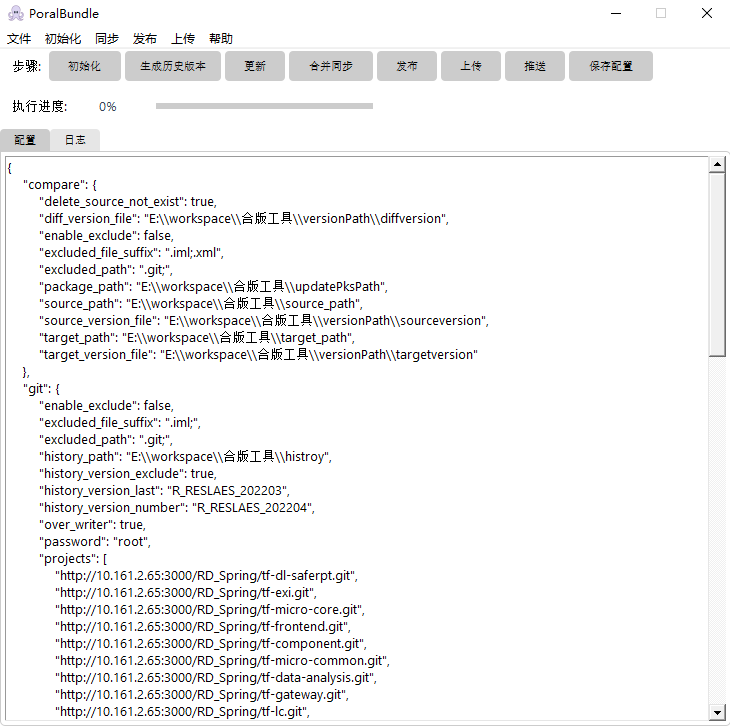 PoralBundle
文件 初始化 同步 发布 上传 帮助
步骤: 初始化 生成历史版本 更新 合并同步 发布 上传 推送 保存配置
执行进度: 0%
配置 日志
{
"compare": {
"delete_source_not_exist": true,
"diff_version_file": "E:\\workspace\\合版工具\\versionPath\\diffversion",
"enable_exclude": false,
"excluded_file_suffix": ".iml;.xml",
"excluded_path": ".git;",
"package_path": "E:\\workspace\\合版工具\\updatePksPath",
"source_path": "E:\\workspace\\合版工具\\source_path",
"source_version_file": "E:\\workspace\\合版工具\\versionPath\\sourceversion",
"target_path": "E:\\workspace\\合版工具\\target_path",
"target_version_file": "E:\\workspace\\合版工具\\versionPath\\targetversion"
},
"git": {
"enable_exclude": false,
"excluded_file_suffix": ".iml;",
"excluded_path": ".git;",
"history_path": "E:\\workspace\\合版工具\\histroy",
"history_version_exclude": true,
"history_version_last": "R_RESLAES_202203",
"history_version_number": "R_RESLAES_202204",
"over_writer": true,
"password": "root",
"projects": [
"http://10.161.2.65:3000/RD_Spring/tf-dl-saferpt.git",
"http://10.161.2.65:3000/RD_Spring/tf-exi.git",
"http://10.161.2.65:3000/RD_Spring/tf-micro-core.git",
"http://10.161.2.65:3000/RD_Spring/tf-frontend.git",
"http://10.161.2.65:3000/RD_Spring/tf-component.git",
"http://10.161.2.65:3000/RD_Spring/tf-micro-common.git",
"http://10.161.2.65:3000/RD_Spring/tf-data-analysis.git",
"http://10.161.2.65:3000/RD_Spring/tf-gateway.git",
"http://10.161.2.65:3000/RD_Spring/tf-lc.git",